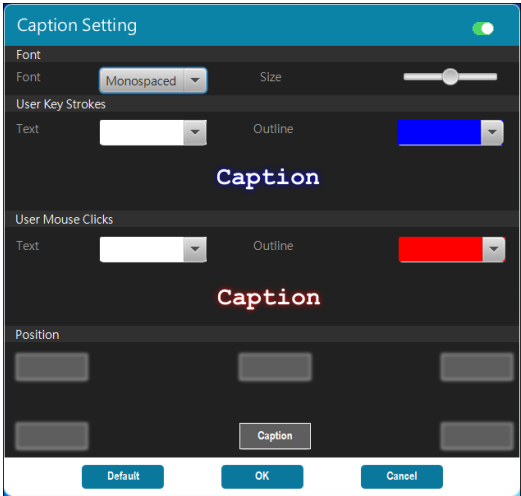 Caption Setting
Font
Font Monospaced Size
User Key Strokes
Text Outline
Caption
User Mouse Clicks
Text Outline
Caption
Position
Caption
Default OK Cancel